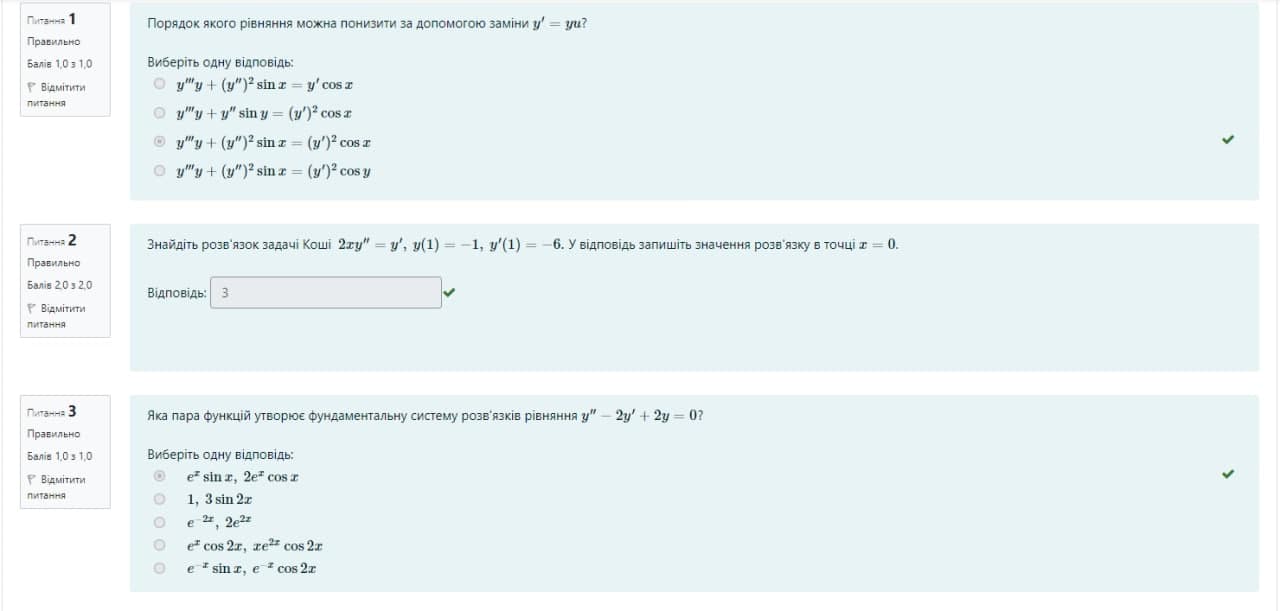 Питання 1
Правильно
Балів 1,0 з 1,0
Відмітити
питання
Порядок якого рівняння можна понизити за допомогою заміни y′ = yu?
Виберіть одну відповідь:
y‴y + (y″)² sin x = y′ cos x
y‴y + y″ sin y = (y′)² cos x
y‴y + (y″)² sin x = (y′)² cos x
y‴y + (y″)² sin x = (y′)² cos y
Питання 2
Правильно
Балів 2,0 з 2,0
Відмітити
питання
Знайдіть розв'язок задачі Коші 2xy″ = y′, y(1) = −1, y′(1) = −6. У відповідь запишіть значення розв'язку в точці x = 0.
Відповідь: 3
Питання 3
Правильно
Балів 1,0 з 1,0
Відмітити
питання
Яка пара функцій утворює фундаментальну систему розв'язків рівняння y″ − 2y′ + 2y = 0?
Виберіть одну відповідь:
eˣ sin x, 2eˣ cos x
1, 3 sin 2x
e⁻²ˣ, 2e²ˣ
eˣ cos 2x, xe²ˣ cos 2x
e⁻ˣ sin x, e⁻ˣ cos 2x